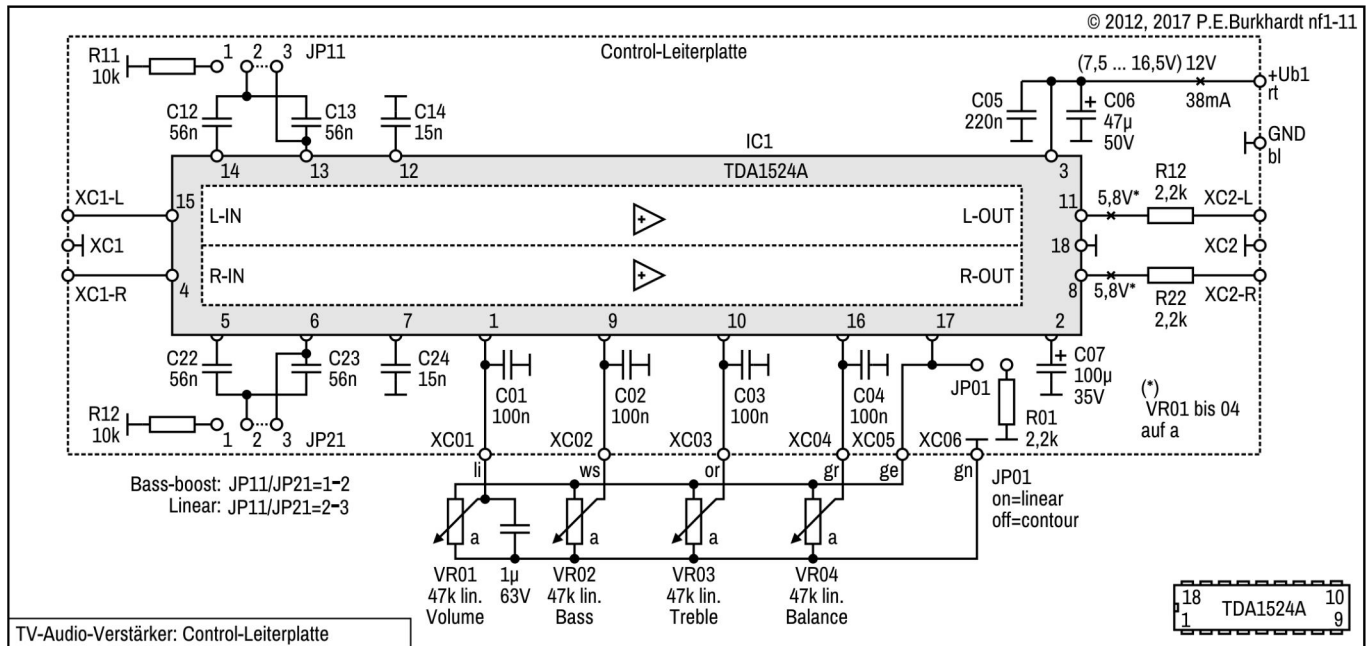 © 2012, 2017 P.E.Burkhardt nf1-11
Control-Leiterplatte
R11
10k
1 2 3 JP11
C12
56n
C13
56n
C14
15n
(7,5 ... 16,5V) 12V
38mA
+Ub1
rt
C05
220n
+
C06
47µ
50V
GND
bl
IC1
TDA1524A
14 13 12 3
XC1-L
15
L-IN
L-OUT
11
5,8V*
R12
2,2k
XC2-L
XC1
18
XC2
XC1-R
4
R-IN
R-OUT
8
5,8V*
R22
2,2k
XC2-R
5 6 7 1 9 10 16 17 2
C22
56n
C23
56n
C24
15n
C01
100n
C02
100n
C03
100n
C04
100n
JP01
R01
2,2k
+
C07
100µ
35V
(*)
VR01 bis 04
auf a
R12
10k
1 2 3 JP21
XC01 XC02 XC03 XC04 XC05 XC06
li ws or gr ge gn
Bass-boost: JP11/JP21=1-2
Linear: JP11/JP21=2-3
JP01
on=linear
off=contour
a a a a
VR01
47k lin.
Volume
1µ
63V
VR02
47k lin.
Bass
VR03
47k lin.
Treble
VR04
47k lin.
Balance
18 10
TDA1524A
1 9
TV-Audio-Verstärker: Control-Leiterplatte